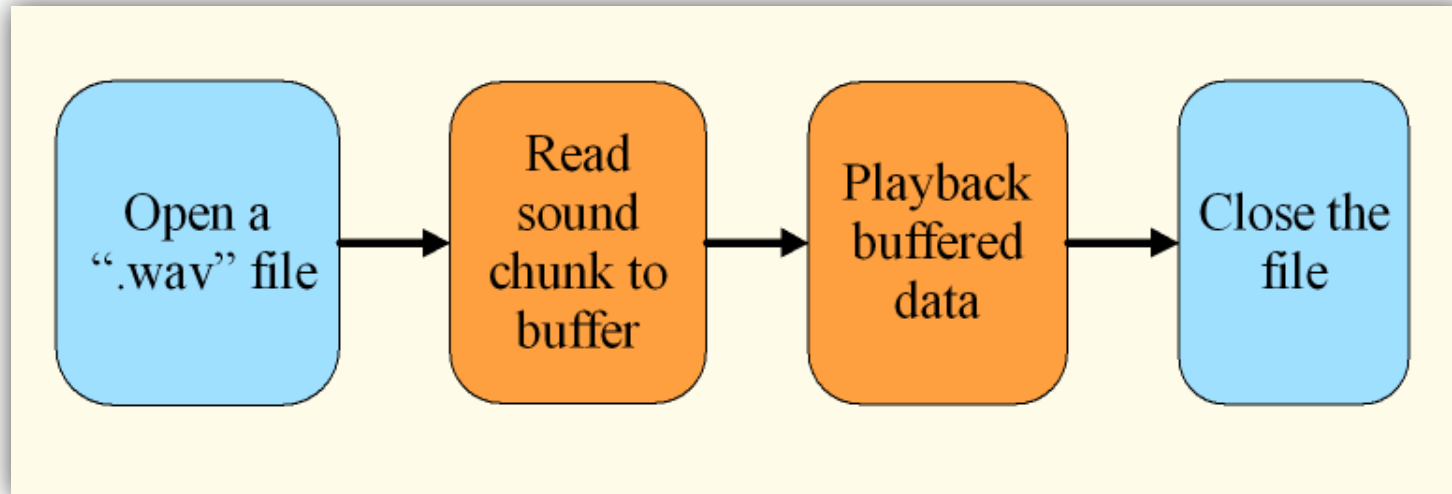 Open a
“.wav” file
Read
sound
chunk to
buffer
Playback
buffered
data
Close the
file